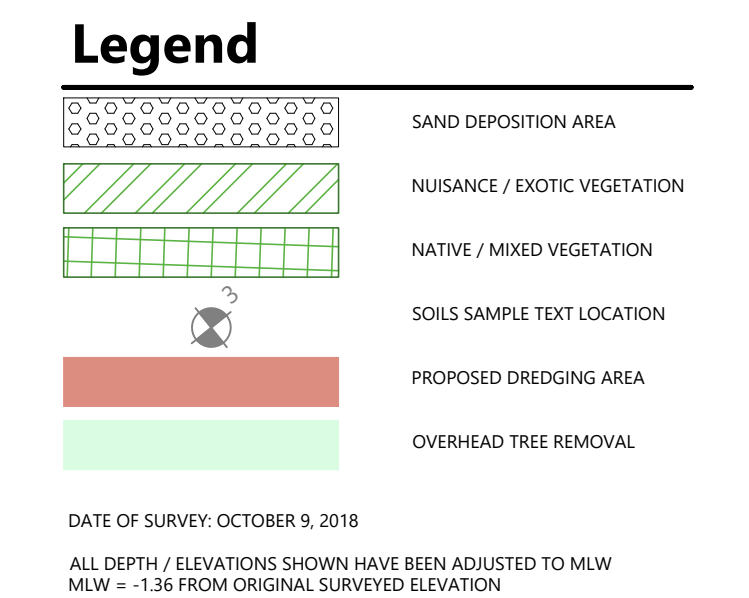 Legend
SAND DEPOSITION AREA
NUISANCE / EXOTIC VEGETATION
NATIVE / MIXED VEGETATION
3
SOILS SAMPLE TEXT LOCATION
PROPOSED DREDGING AREA
OVERHEAD TREE REMOVAL
DATE OF SURVEY: OCTOBER 9, 2018
ALL DEPTH / ELEVATIONS SHOWN HAVE BEEN ADJUSTED TO MLW
MLW = -1.36 FROM ORIGINAL SURVEYED ELEVATION